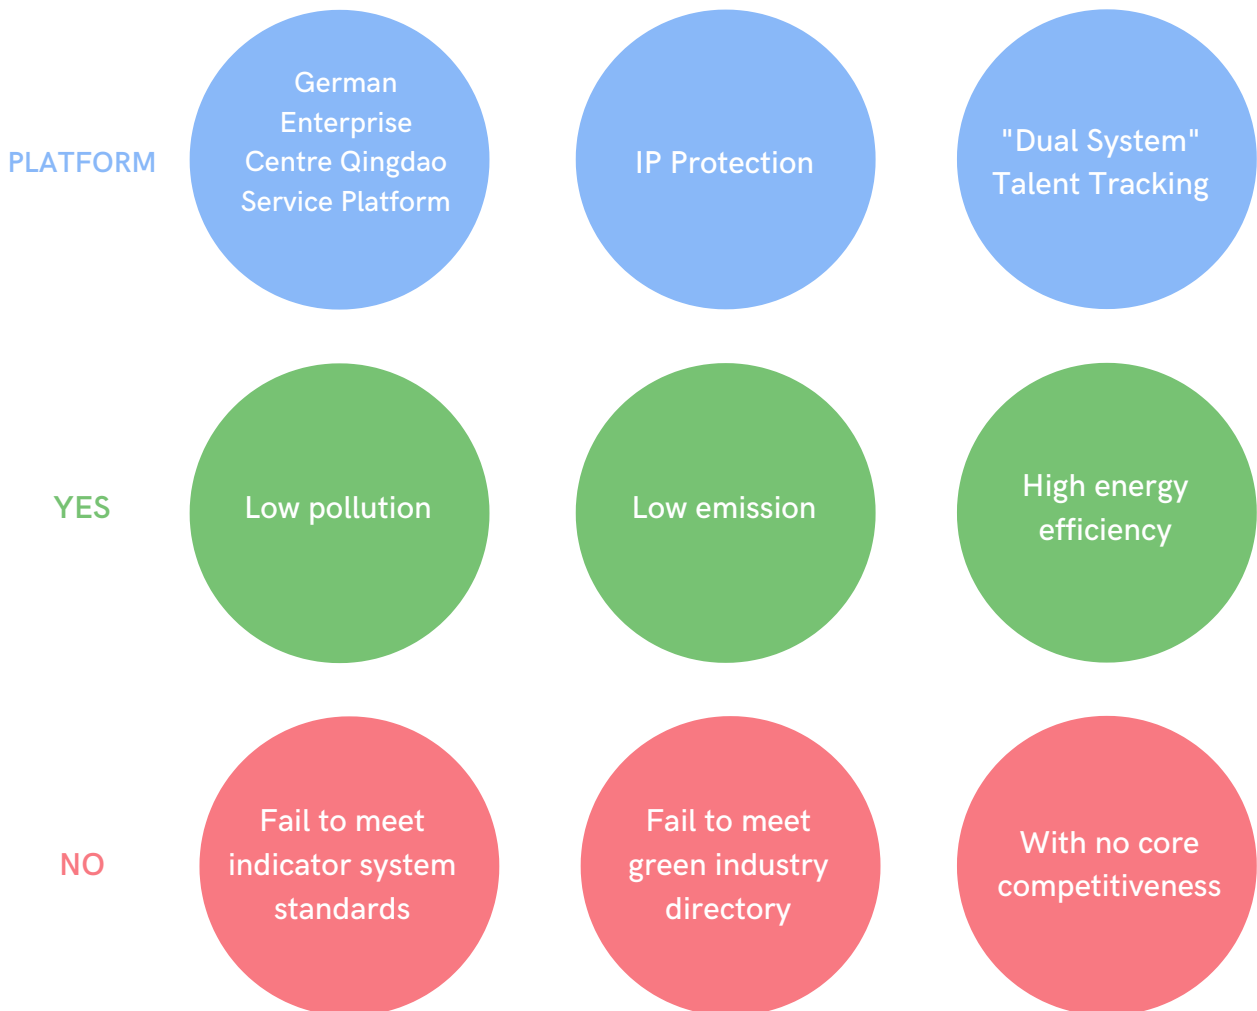 PLATFORM
German
Enterprise
Centre Qingdao
Service Platform
IP Protection
"Dual System"
Talent Tracking
YES
Low pollution
Low emission
High energy
efficiency
NO
Fail to meet
indicator system
standards
Fail to meet
green industry
directory
With no core
competitiveness